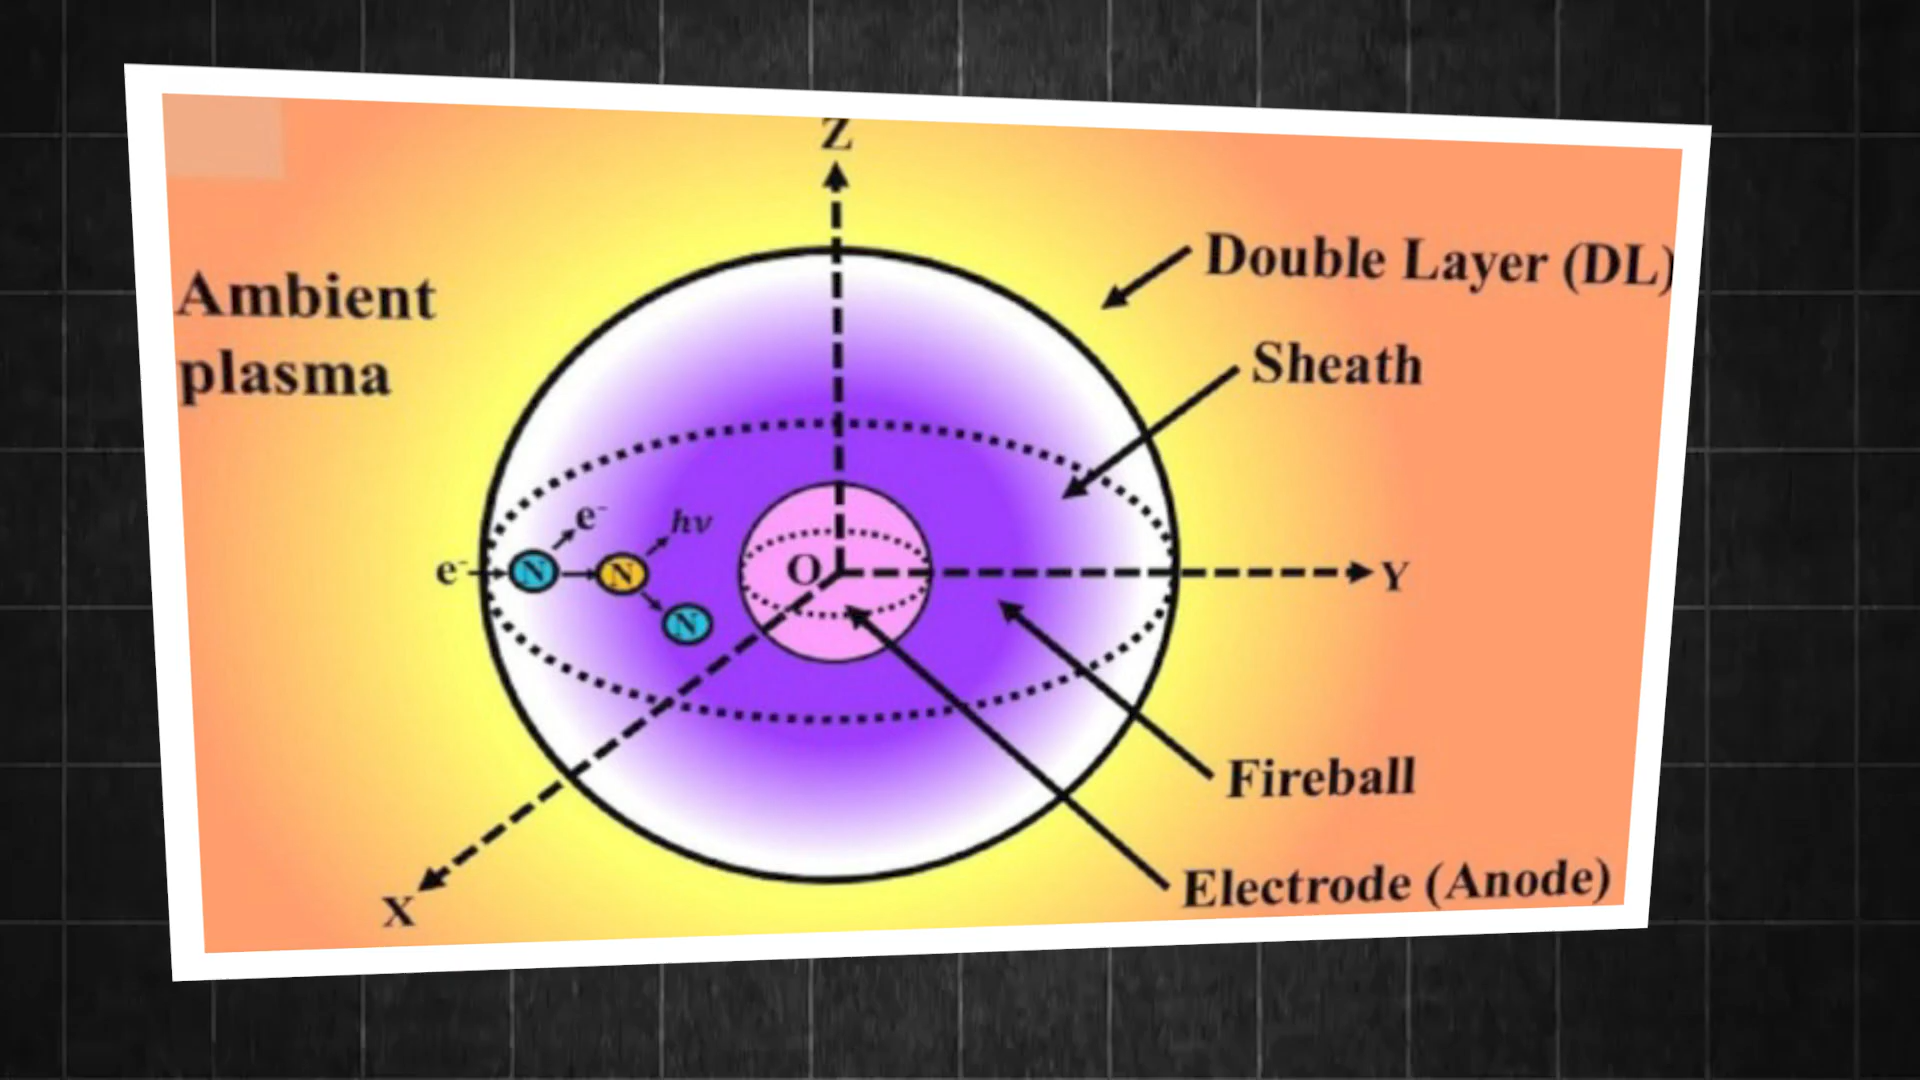 Z
Double Layer (DL)
Ambient
plasma
Sheath
e⁻
hν
e⁻
N
N
O
Y
N
Fireball
Electrode (Anode)
X